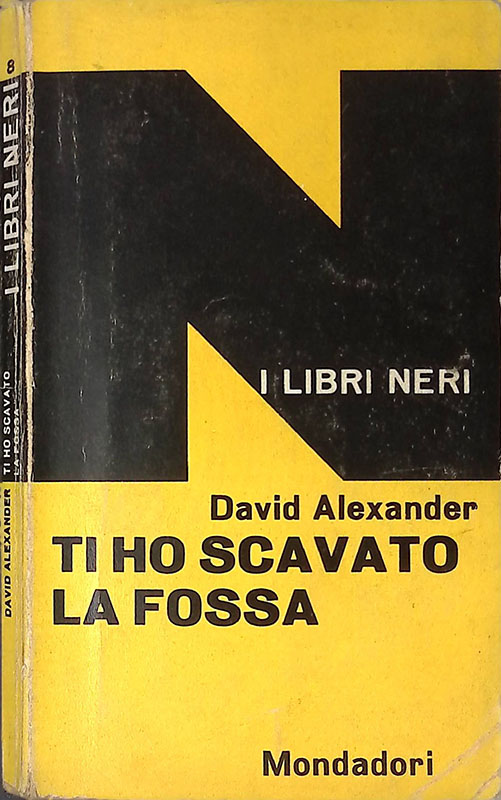 8
I LIBRI NERI
TI HO SCAVATO
LA FOSSA
DAVID ALEXANDER
N
I LIBRI NERI
David Alexander
TI HO SCAVATO
LA FOSSA
Mondadori